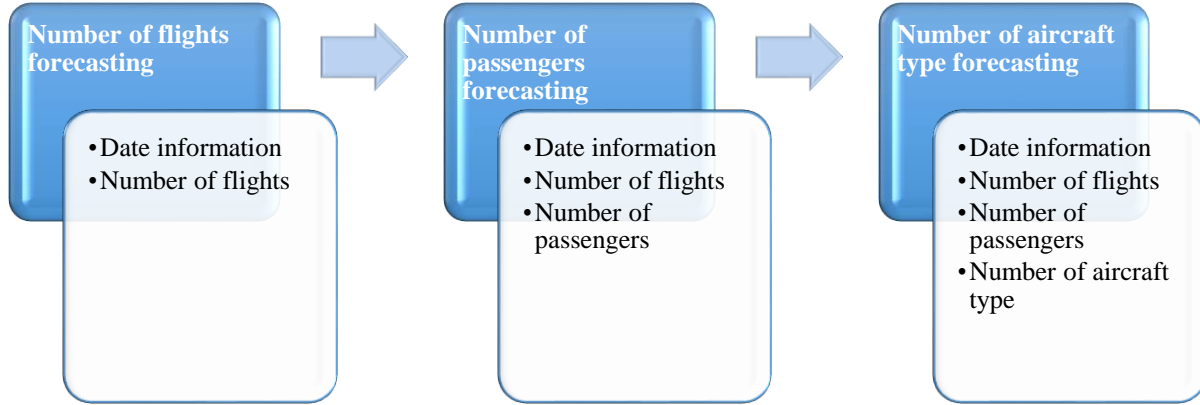 Number of flights
forecasting
•Date information
•Number of flights
Number of
passengers
forecasting
•Date information
•Number of flights
•Number of
passengers
Number of aircraft
type forecasting
•Date information
•Number of flights
•Number of
passengers
•Number of aircraft
type